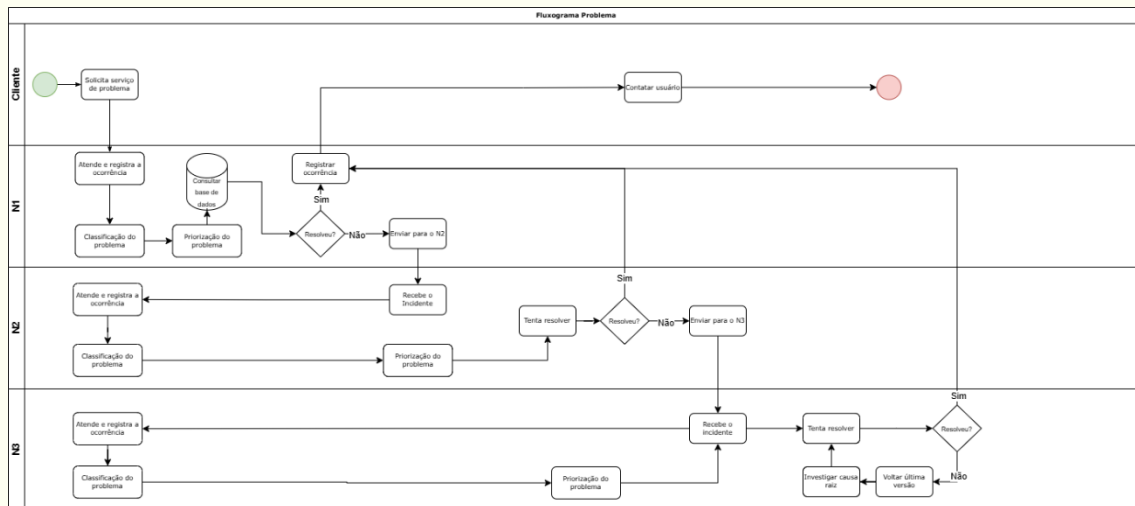 Fluxograma Problema
Cliente
Solicita serviço
de problema
Contatar usuário
N1
Atende e registra a
ocorrência
Consultar
base de
dados
Registrar
ocorrência
Sim
Classificação do
problema
Priorização do
problema
Resolveu?
Não
Enviar para o N2
N2
Atende e registra a
ocorrência
Recebe o
Incidente
Sim
Tenta resolver
Resolveu?
Não
Enviar para o N3
Classificação do
problema
Priorização do
problema
N3
Sim
Atende e registra a
ocorrência
Recebe o
incidente
Tenta resolver
Resolveu?
Não
Classificação do
problema
Priorização do
problema
Investigar causa
raiz
Voltar última
versão